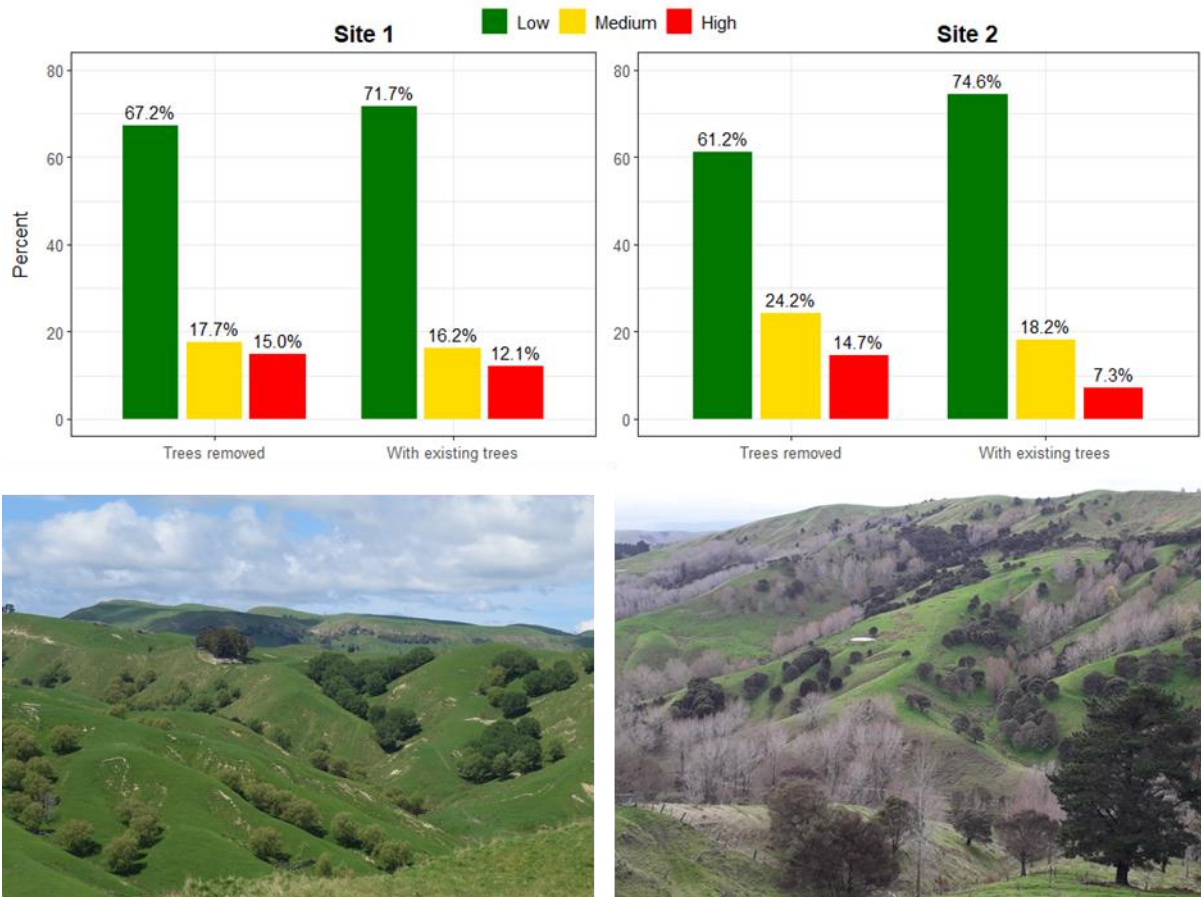 Low Medium High
Site 1
Site 2
Percent
80
60
40
20
0
67.2%
17.7%
15.0%
71.7%
16.2%
12.1%
Trees removed
With existing trees
80
60
40
20
0
61.2%
24.2%
14.7%
74.6%
18.2%
7.3%
Trees removed
With existing trees